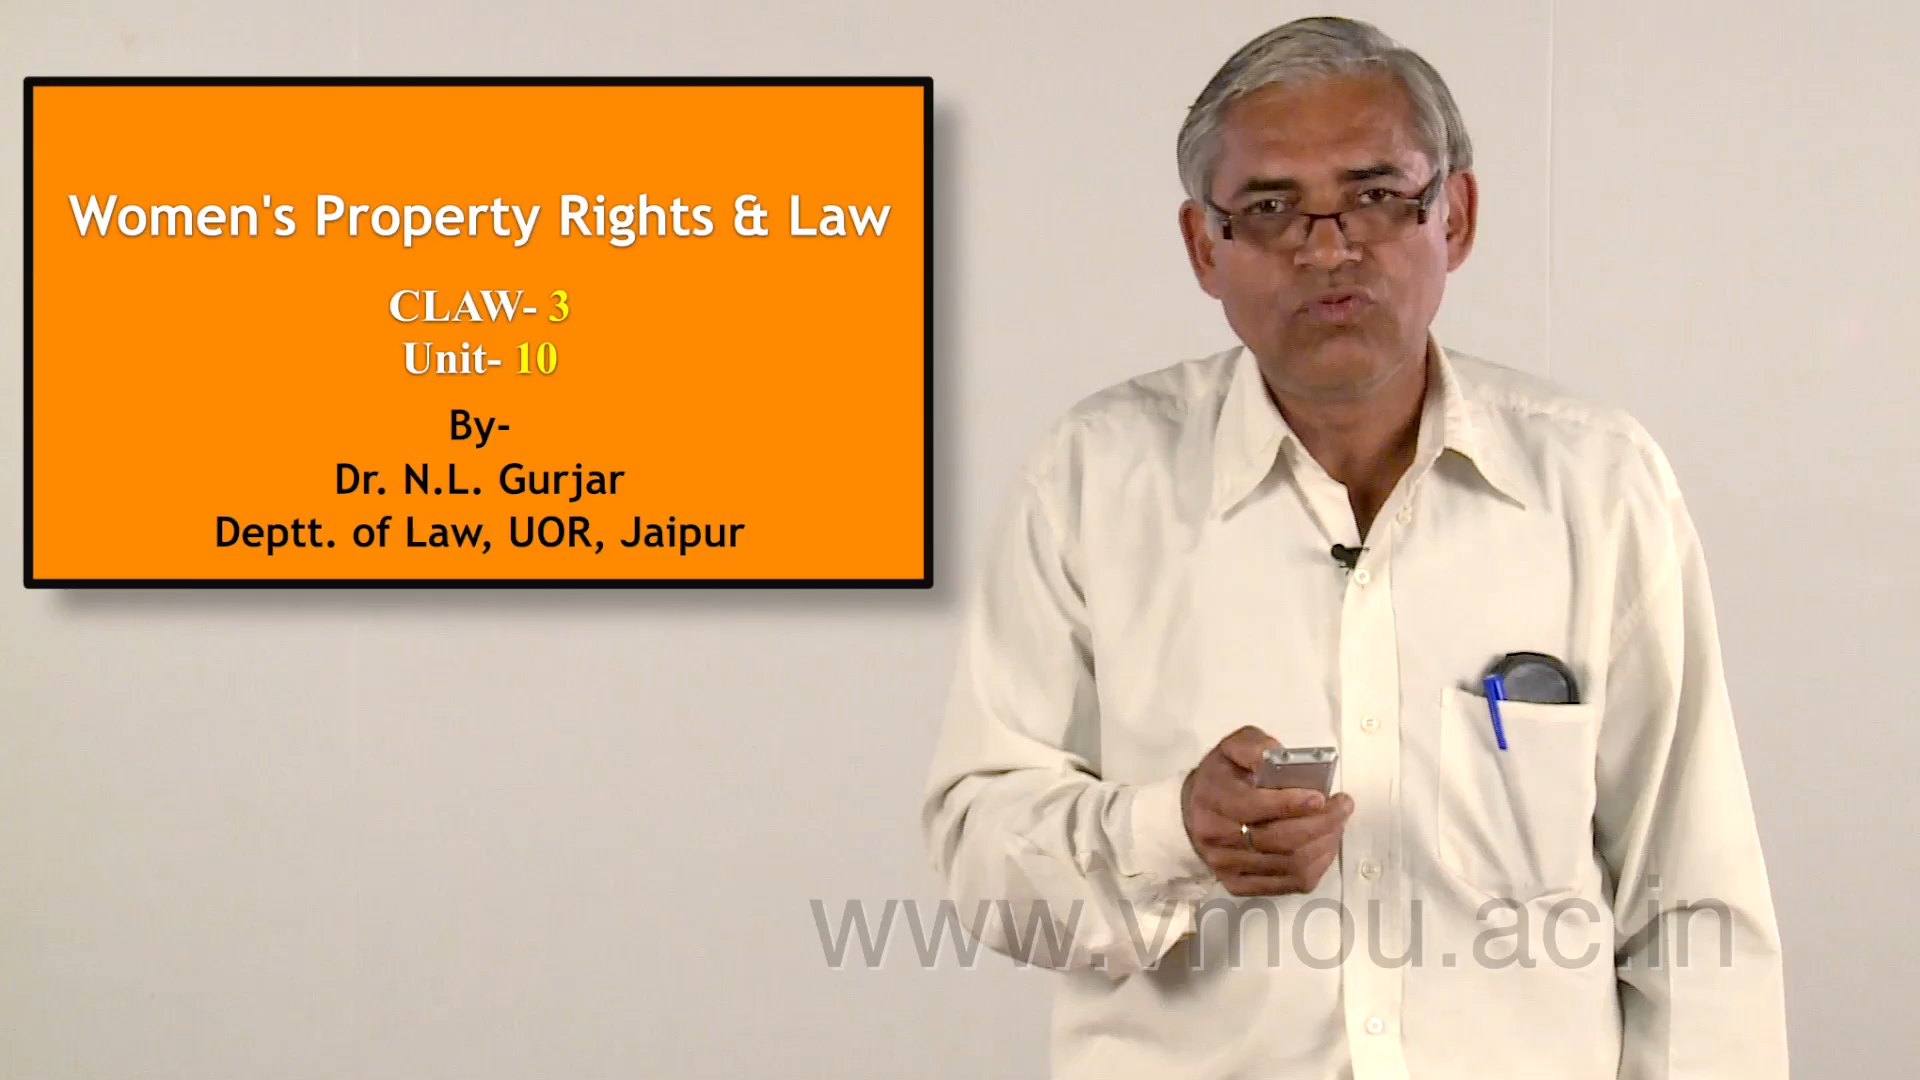 Women's Property Rights & Law
CLAW- 3
Unit- 10
By-
Dr. N.L. Gurjar
Deptt. of Law, UOR, Jaipur
www.vmou.ac.in